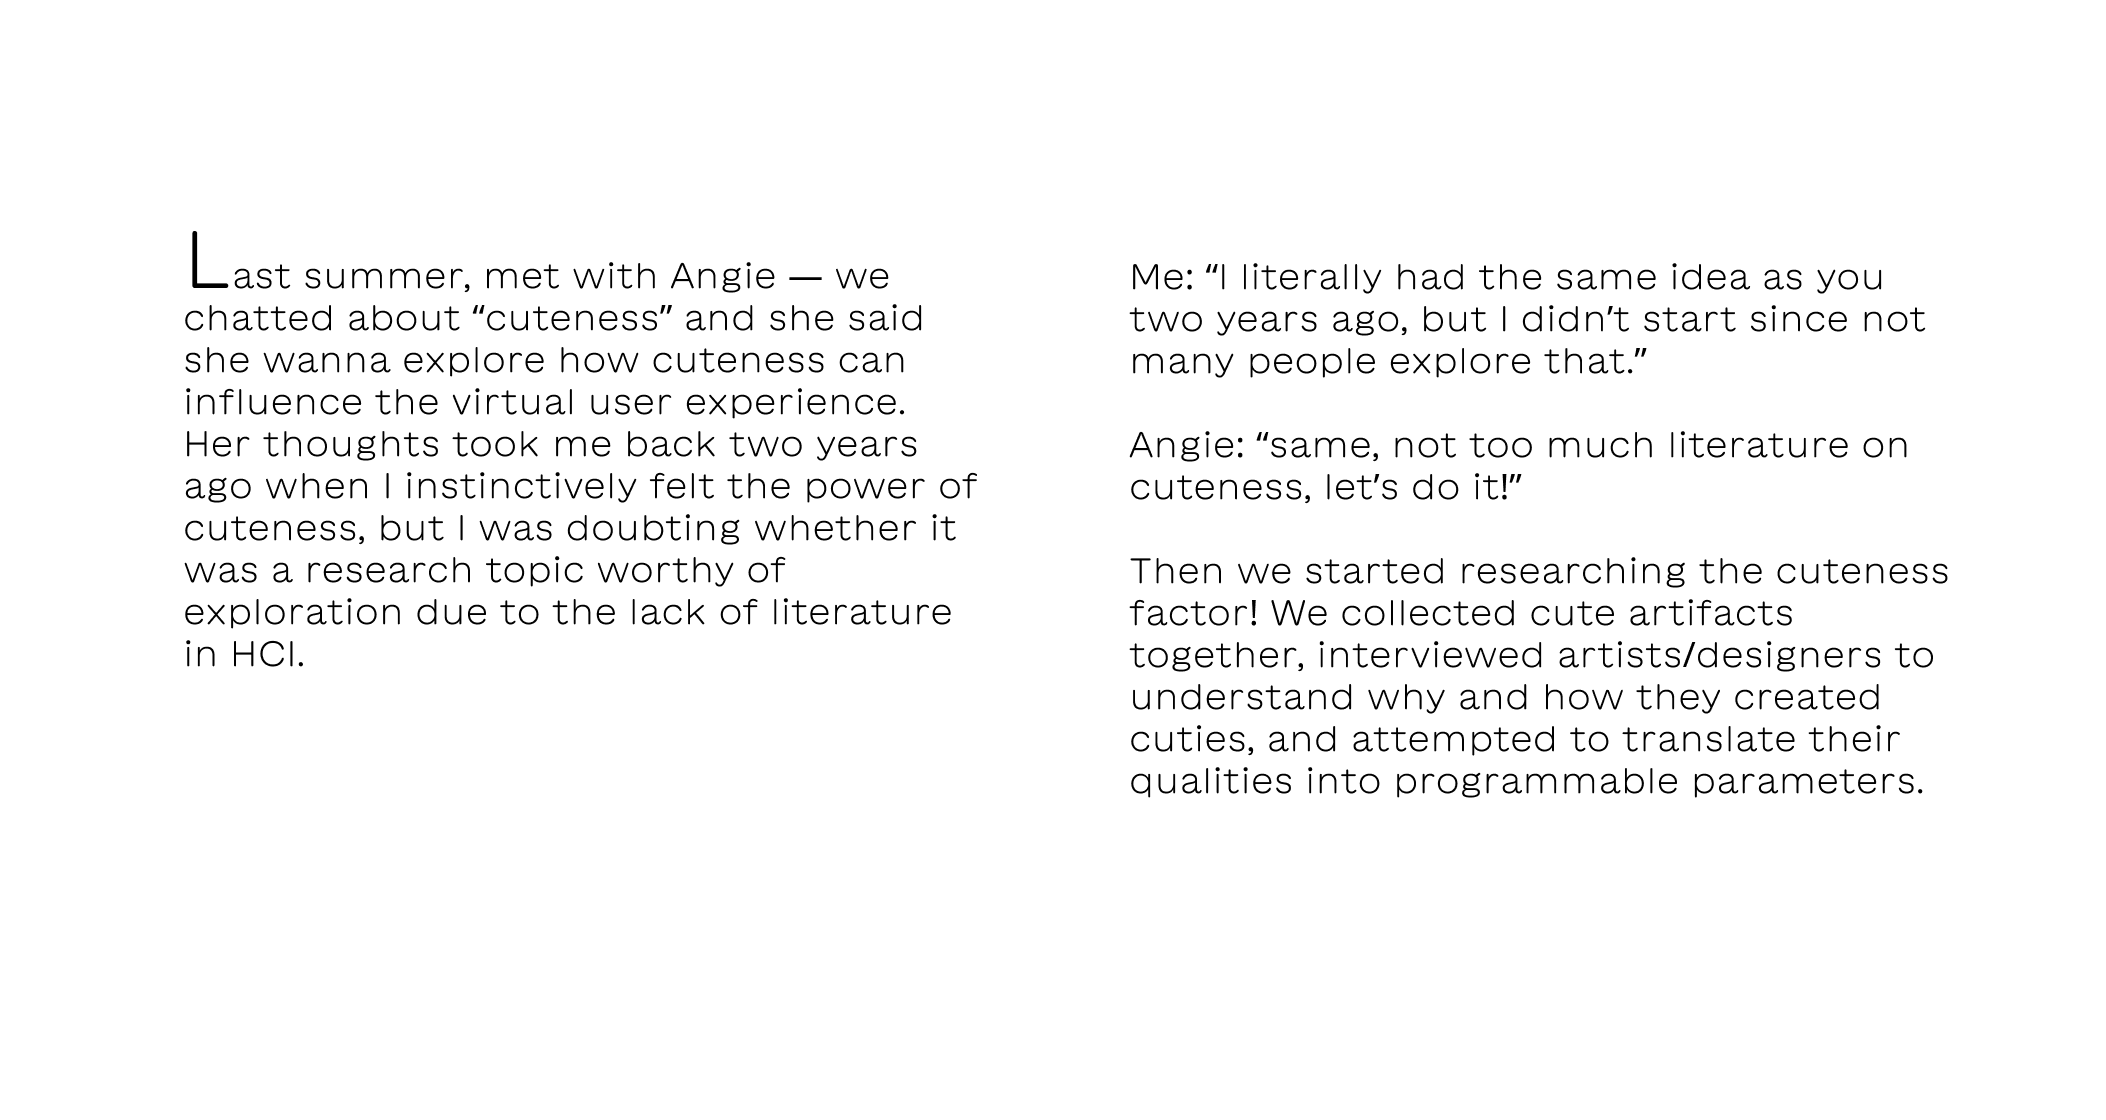 Last summer, met with Angie — we
chatted about “cuteness” and she said
she wanna explore how cuteness can
influence the virtual user experience.
Her thoughts took me back two years
ago when I instinctively felt the power of
cuteness, but I was doubting whether it
was a research topic worthy of
exploration due to the lack of literature
in HCI.
Me: “I literally had the same idea as you
two years ago, but I didn’t start since not
many people explore that.”
Angie: “same, not too much literature on
cuteness, let’s do it!”
Then we started researching the cuteness
factor! We collected cute artifacts
together, interviewed artists/designers to
understand why and how they created
cuties, and attempted to translate their
qualities into programmable parameters.